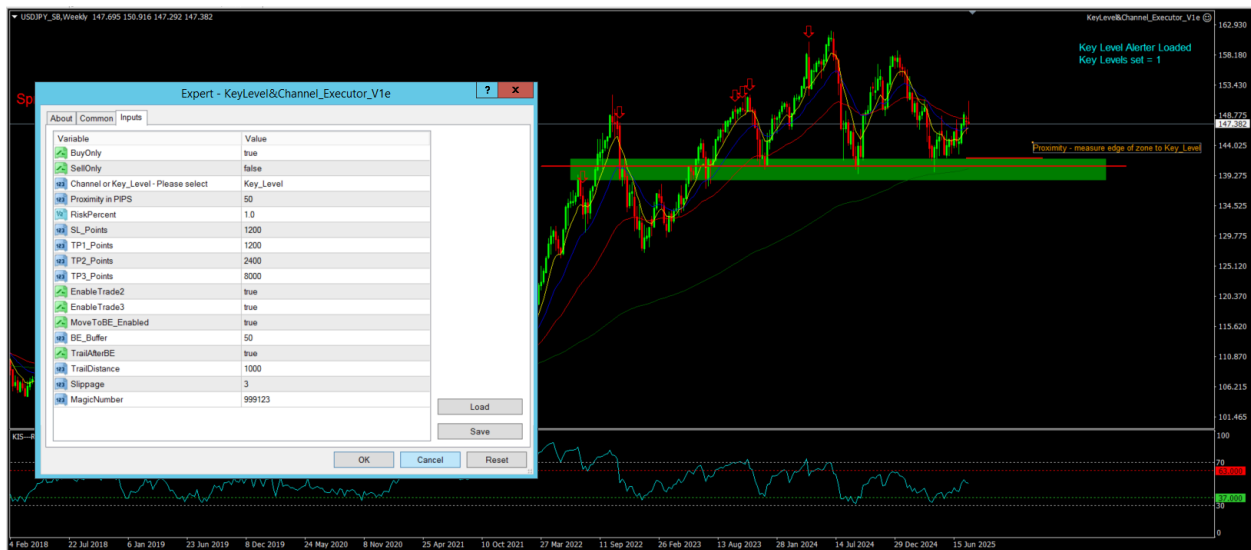 USDJPY_SB,Weekly 147.695 150.916 147.292 147.382
KeyLevel&Channel_Executor_V1e
Key Level Alerter Loaded
Key Levels set = 1
Sp
Expert - KeyLevel&Channel_Executor_V1e
? x
About Common Inputs
Variable Value
BuyOnly true
SellOnly false
Channel or Key_Level - Please select Key_Level
Proximity in PIPS 50
RiskPercent 1.0
SL_Points 1200
TP1_Points 1200
TP2_Points 2400
TP3_Points 8000
EnableTrade2 true
EnableTrade3 true
MoveToBE_Enabled true
BE_Buffer 50
TrailAfterBE true
TrailDistance 1000
Slippage 3
MagicNumber 999123
Load
Save
OK Cancel Reset
Proximity - measure edge of zone to Key_Level
162.930
158.180
153.430
148.775
147.382
144.025
139.275
134.525
129.775
125.120
120.370
115.620
110.870
106.215
101.465
KIS---R
100
70
63.000
37.000
30
0
4 Feb 2018 22 Jul 2018 6 Jan 2019 23 Jun 2019 8 Dec 2019 24 May 2020 8 Nov 2020 25 Apr 2021 10 Oct 2021 27 Mar 2022 11 Sep 2022 26 Feb 2023 13 Aug 2023 28 Jan 2024 14 Jul 2024 29 Dec 2024 15 Jun 2025